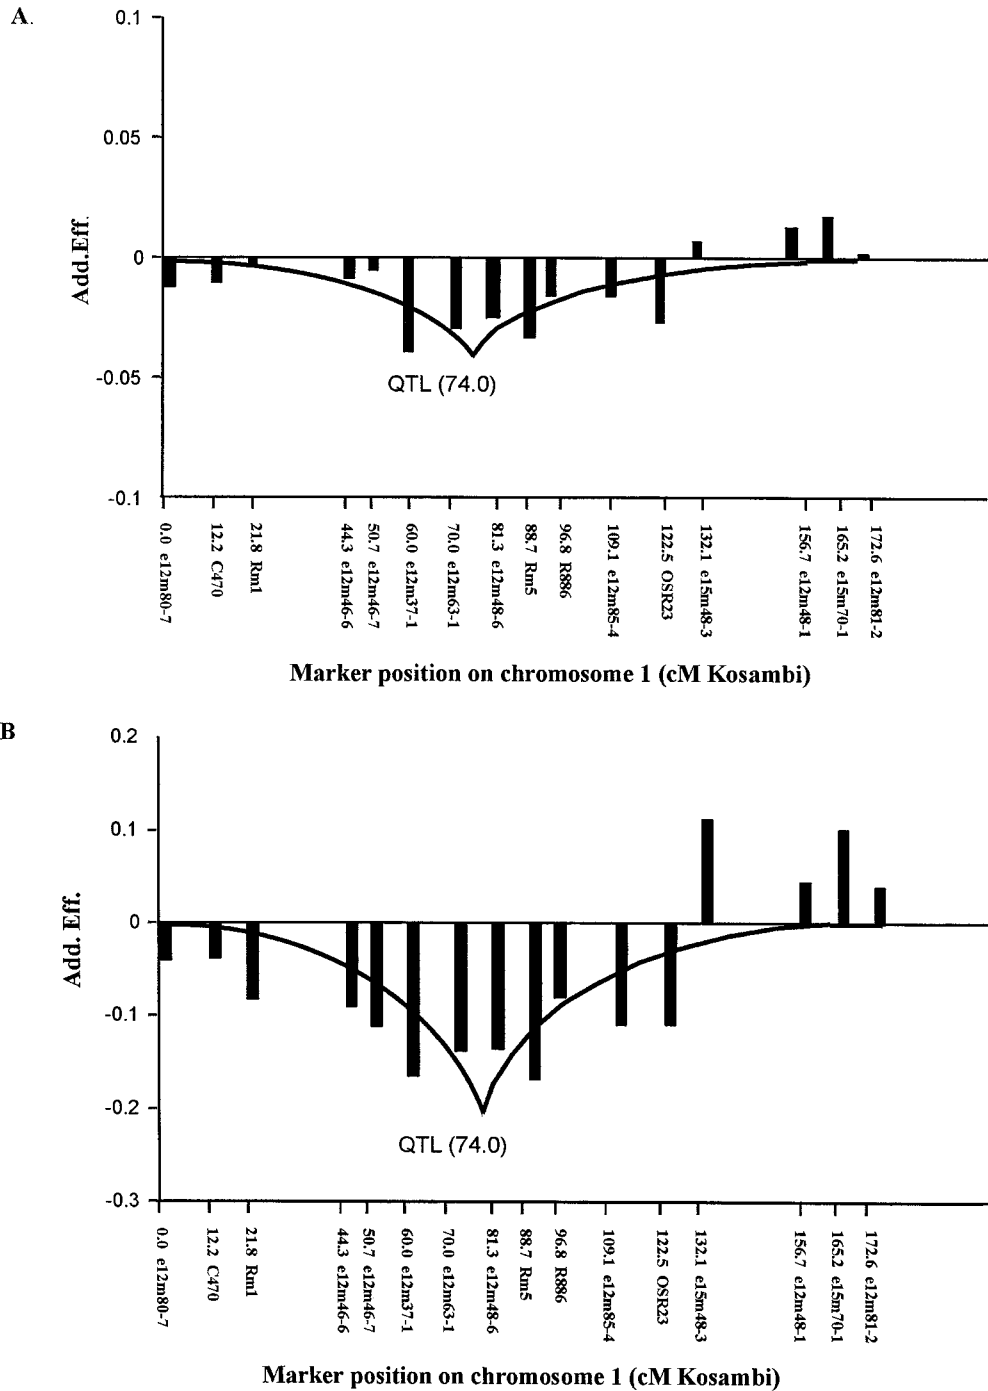 A.
0.1
0.05
0
-0.05
-0.1
Add.Eff.
QTL (74.0)
0.0 e12m80-7
12.2 C470
21.8 Rm1
44.3 e12m46-6
50.7 e12m46-7
60.0 e12m37-1
70.0 e12m63-1
81.3 e12m48-6
88.7 Rm5
96.8 R886
109.1 e12m85-4
122.5 OSR23
132.1 e15m48-3
156.7 e12m48-1
165.2 e15m70-1
172.6 e12m81-2
Marker position on chromosome 1 (cM Kosambi)
B
0.2
0.1
0
-0.1
-0.2
-0.3
Add. Eff.
QTL (74.0)
0.0 e12m80-7
12.2 C470
21.8 Rm1
44.3 e12m46-6
50.7 e12m46-7
60.0 e12m37-1
70.0 e12m63-1
81.3 e12m48-6
88.7 Rm5
96.8 R886
109.1 e12m85-4
122.5 OSR23
132.1 e15m48-3
156.7 e12m48-1
165.2 e15m70-1
172.6 e12m81-2
Marker position on chromosome 1 (cM Kosambi)